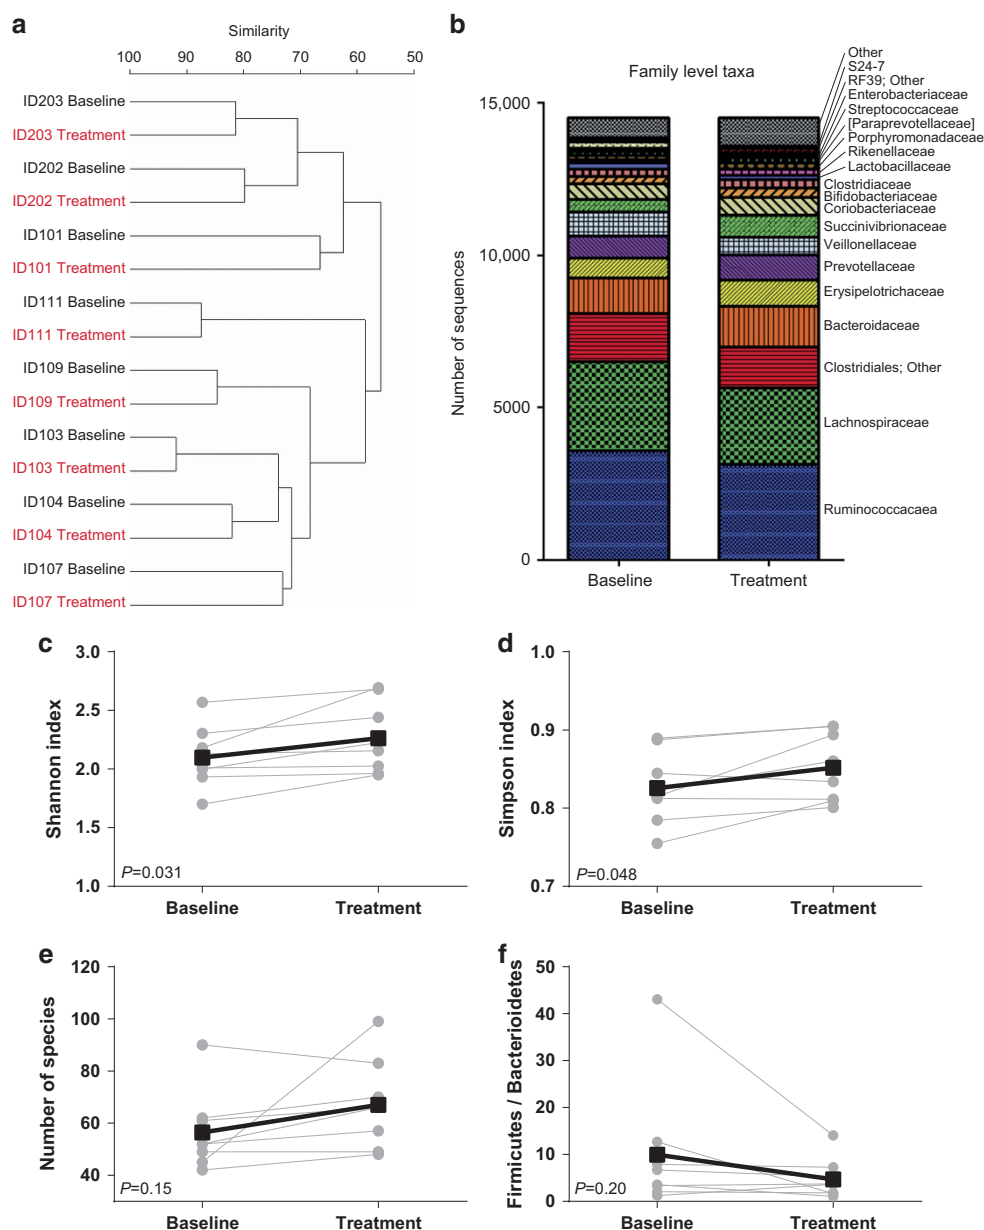 a
Similarity
100 90 80 70 60 50
ID203 Baseline
ID203 Treatment
ID202 Baseline
ID202 Treatment
ID101 Baseline
ID101 Treatment
ID111 Baseline
ID111 Treatment
ID109 Baseline
ID109 Treatment
ID103 Baseline
ID103 Treatment
ID104 Baseline
ID104 Treatment
ID107 Baseline
ID107 Treatment
b
Family level taxa
Number of sequences
15,000
10,000
5000
0
Baseline Treatment
Other
S24-7
RF39; Other
Enterobacteriaceae
Streptococcaceae
[Paraprevotellaceae]
Porphyromonadaceae
Rikenellaceae
Lactobacillaceae
Clostridiaceae
Bifidobacteriaceae
Coriobacteriaceae
Succinivibrionaceae
Veillonellaceae
Prevotellaceae
Erysipelotrichaceae
Bacteroidaceae
Clostridiales; Other
Lachnospiraceae
Ruminococcacaea
c
Shannon index
3.0
2.5
2.0
1.5
1.0
P=0.031
Baseline Treatment
d
Simpson index
1.0
0.9
0.8
0.7
P=0.048
Baseline Treatment
e
Number of species
120
100
80
60
40
P=0.15
Baseline Treatment
f
Firmicutes / Bacterioidetes
50
40
30
20
10
0
P=0.20
Baseline Treatment